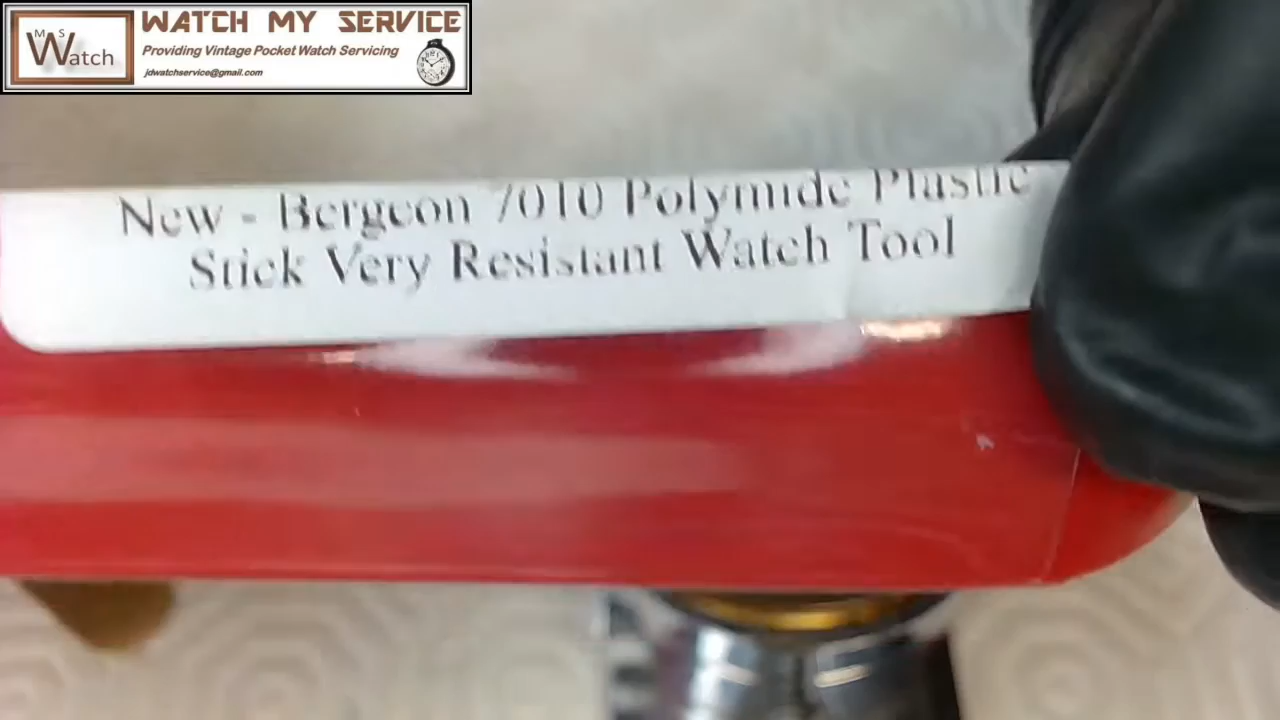 M S
Watch
WATCH MY SERVICE
Providing Vintage Pocket Watch Servicing
jdwatchservice@gmail.com
New - Bergeon 7010 Polymide Plastic
Stick Very Resistant Watch Tool